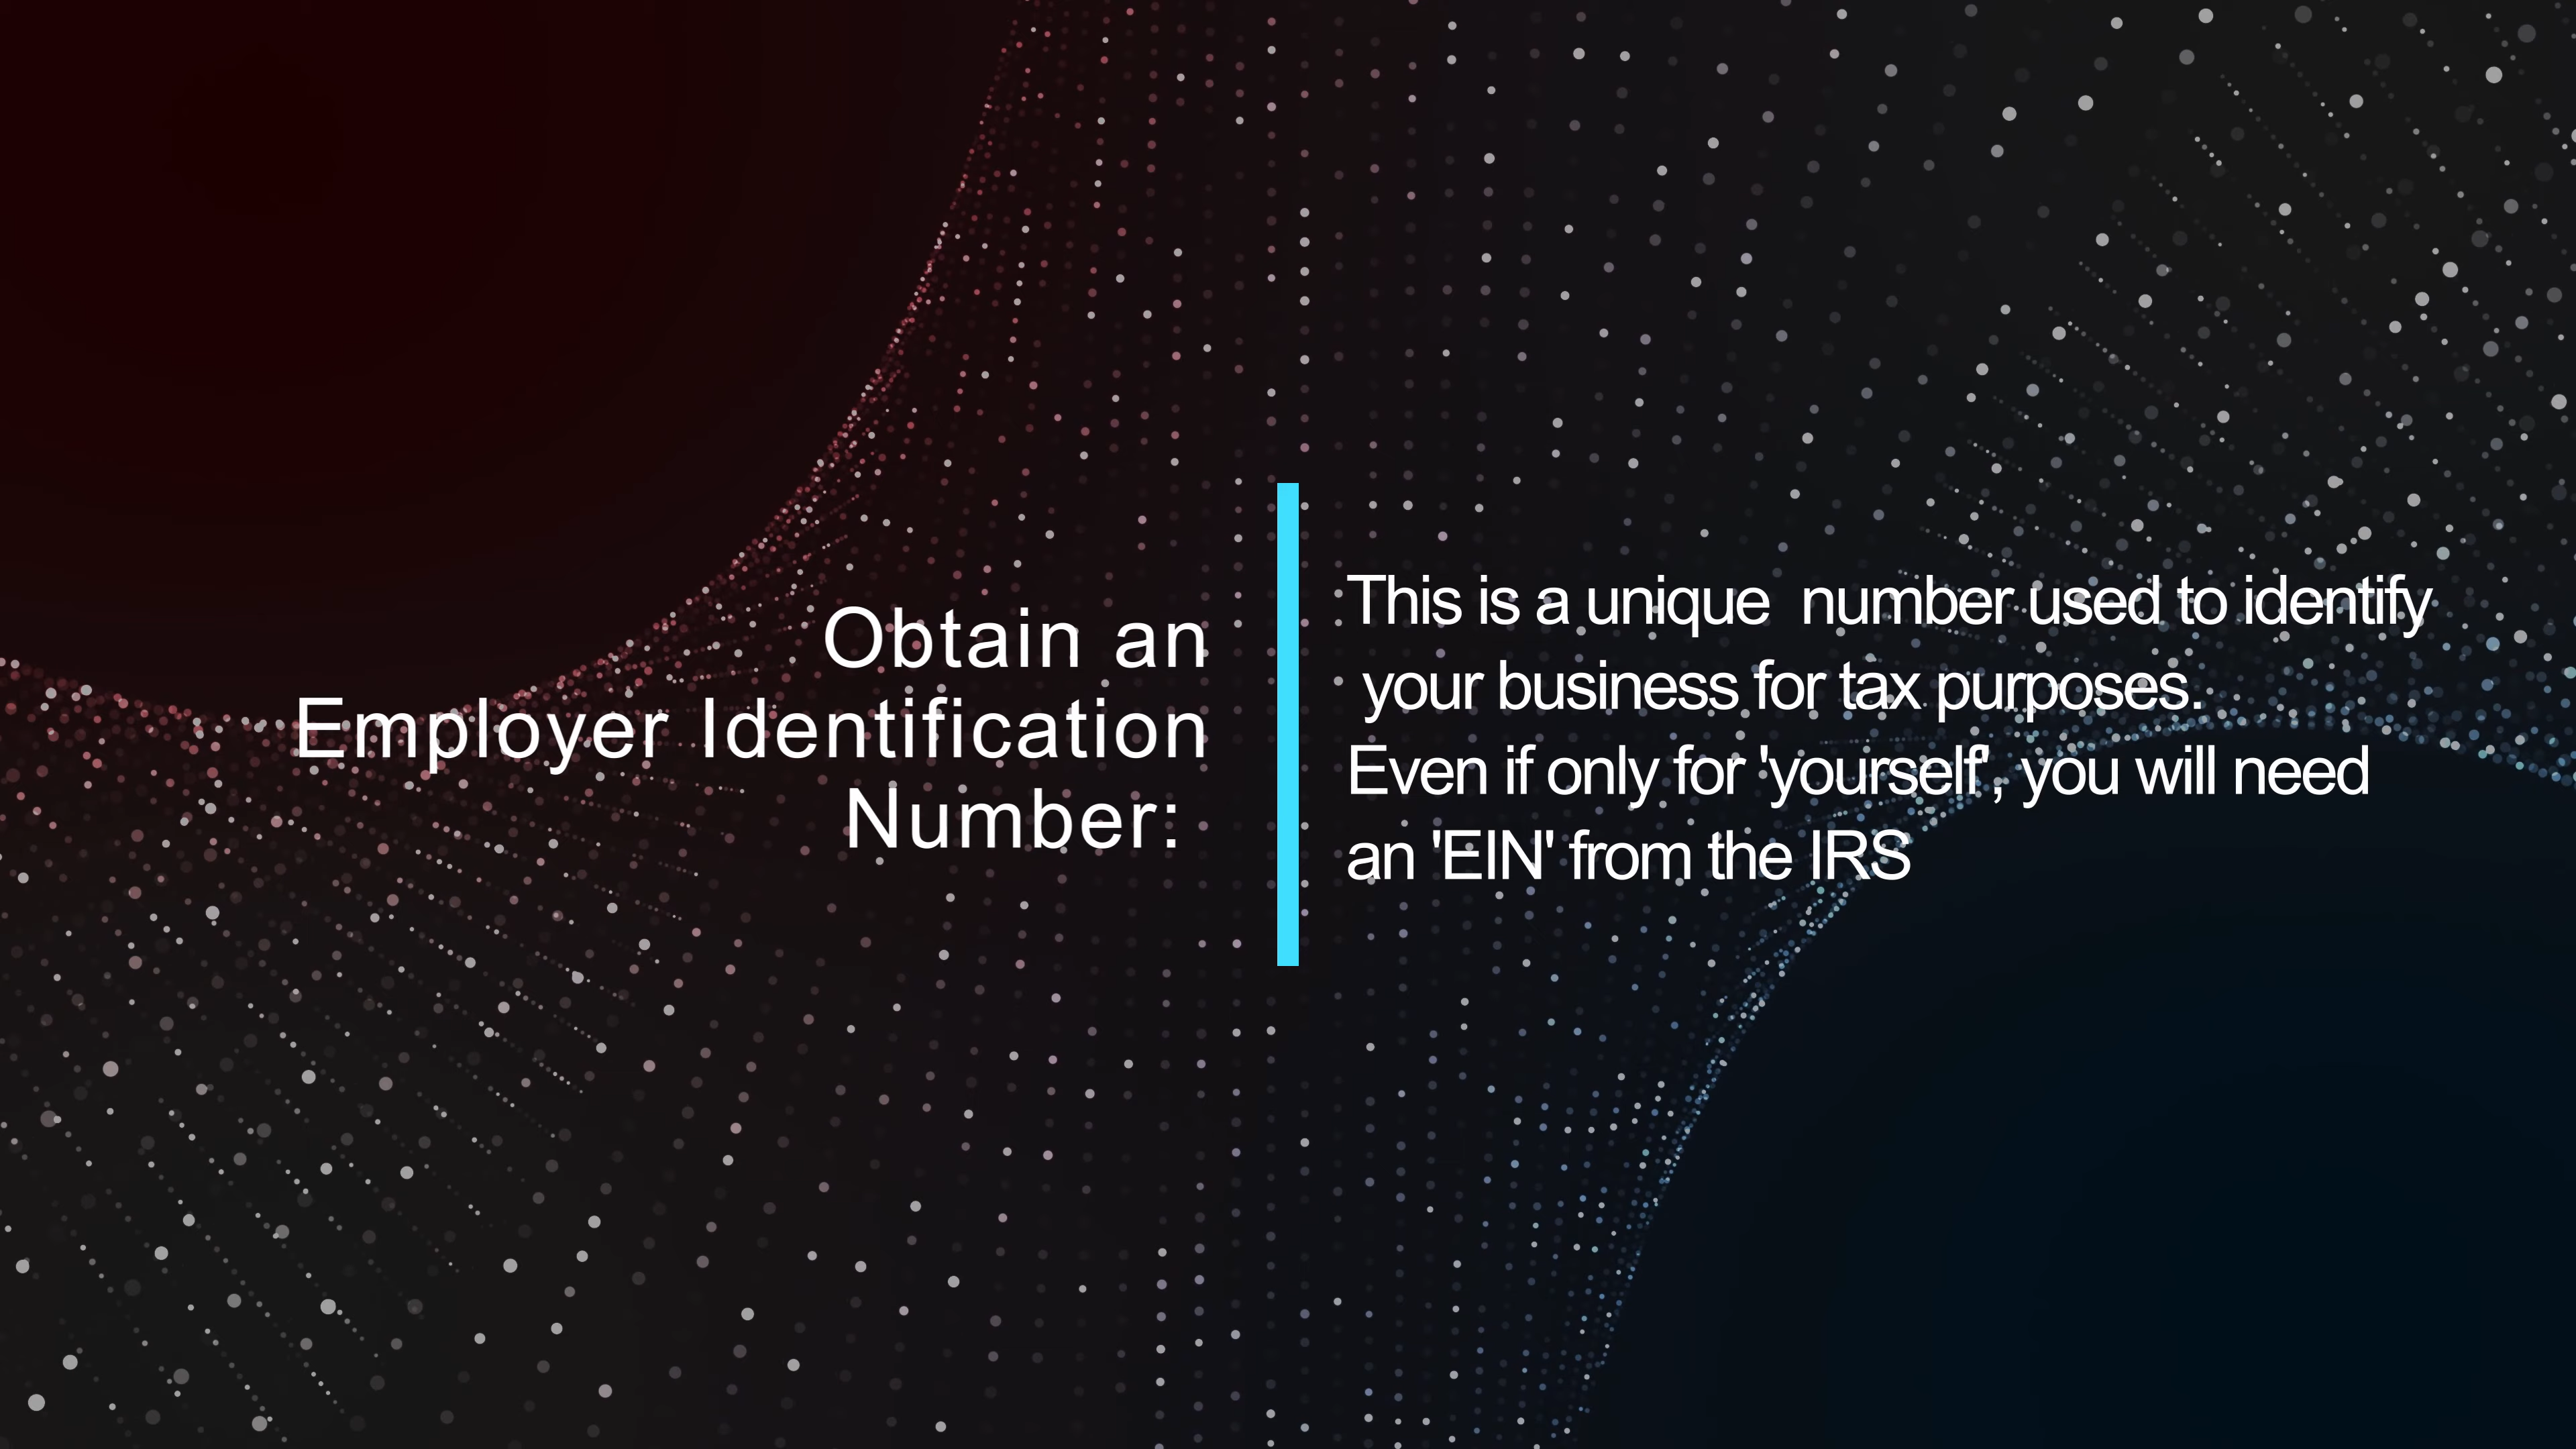 Obtain an
Employer Identification
Number:
This is a unique number used to identify
your business for tax purposes.
Even if only for 'yourself', you will need
an 'EIN' from the IRS